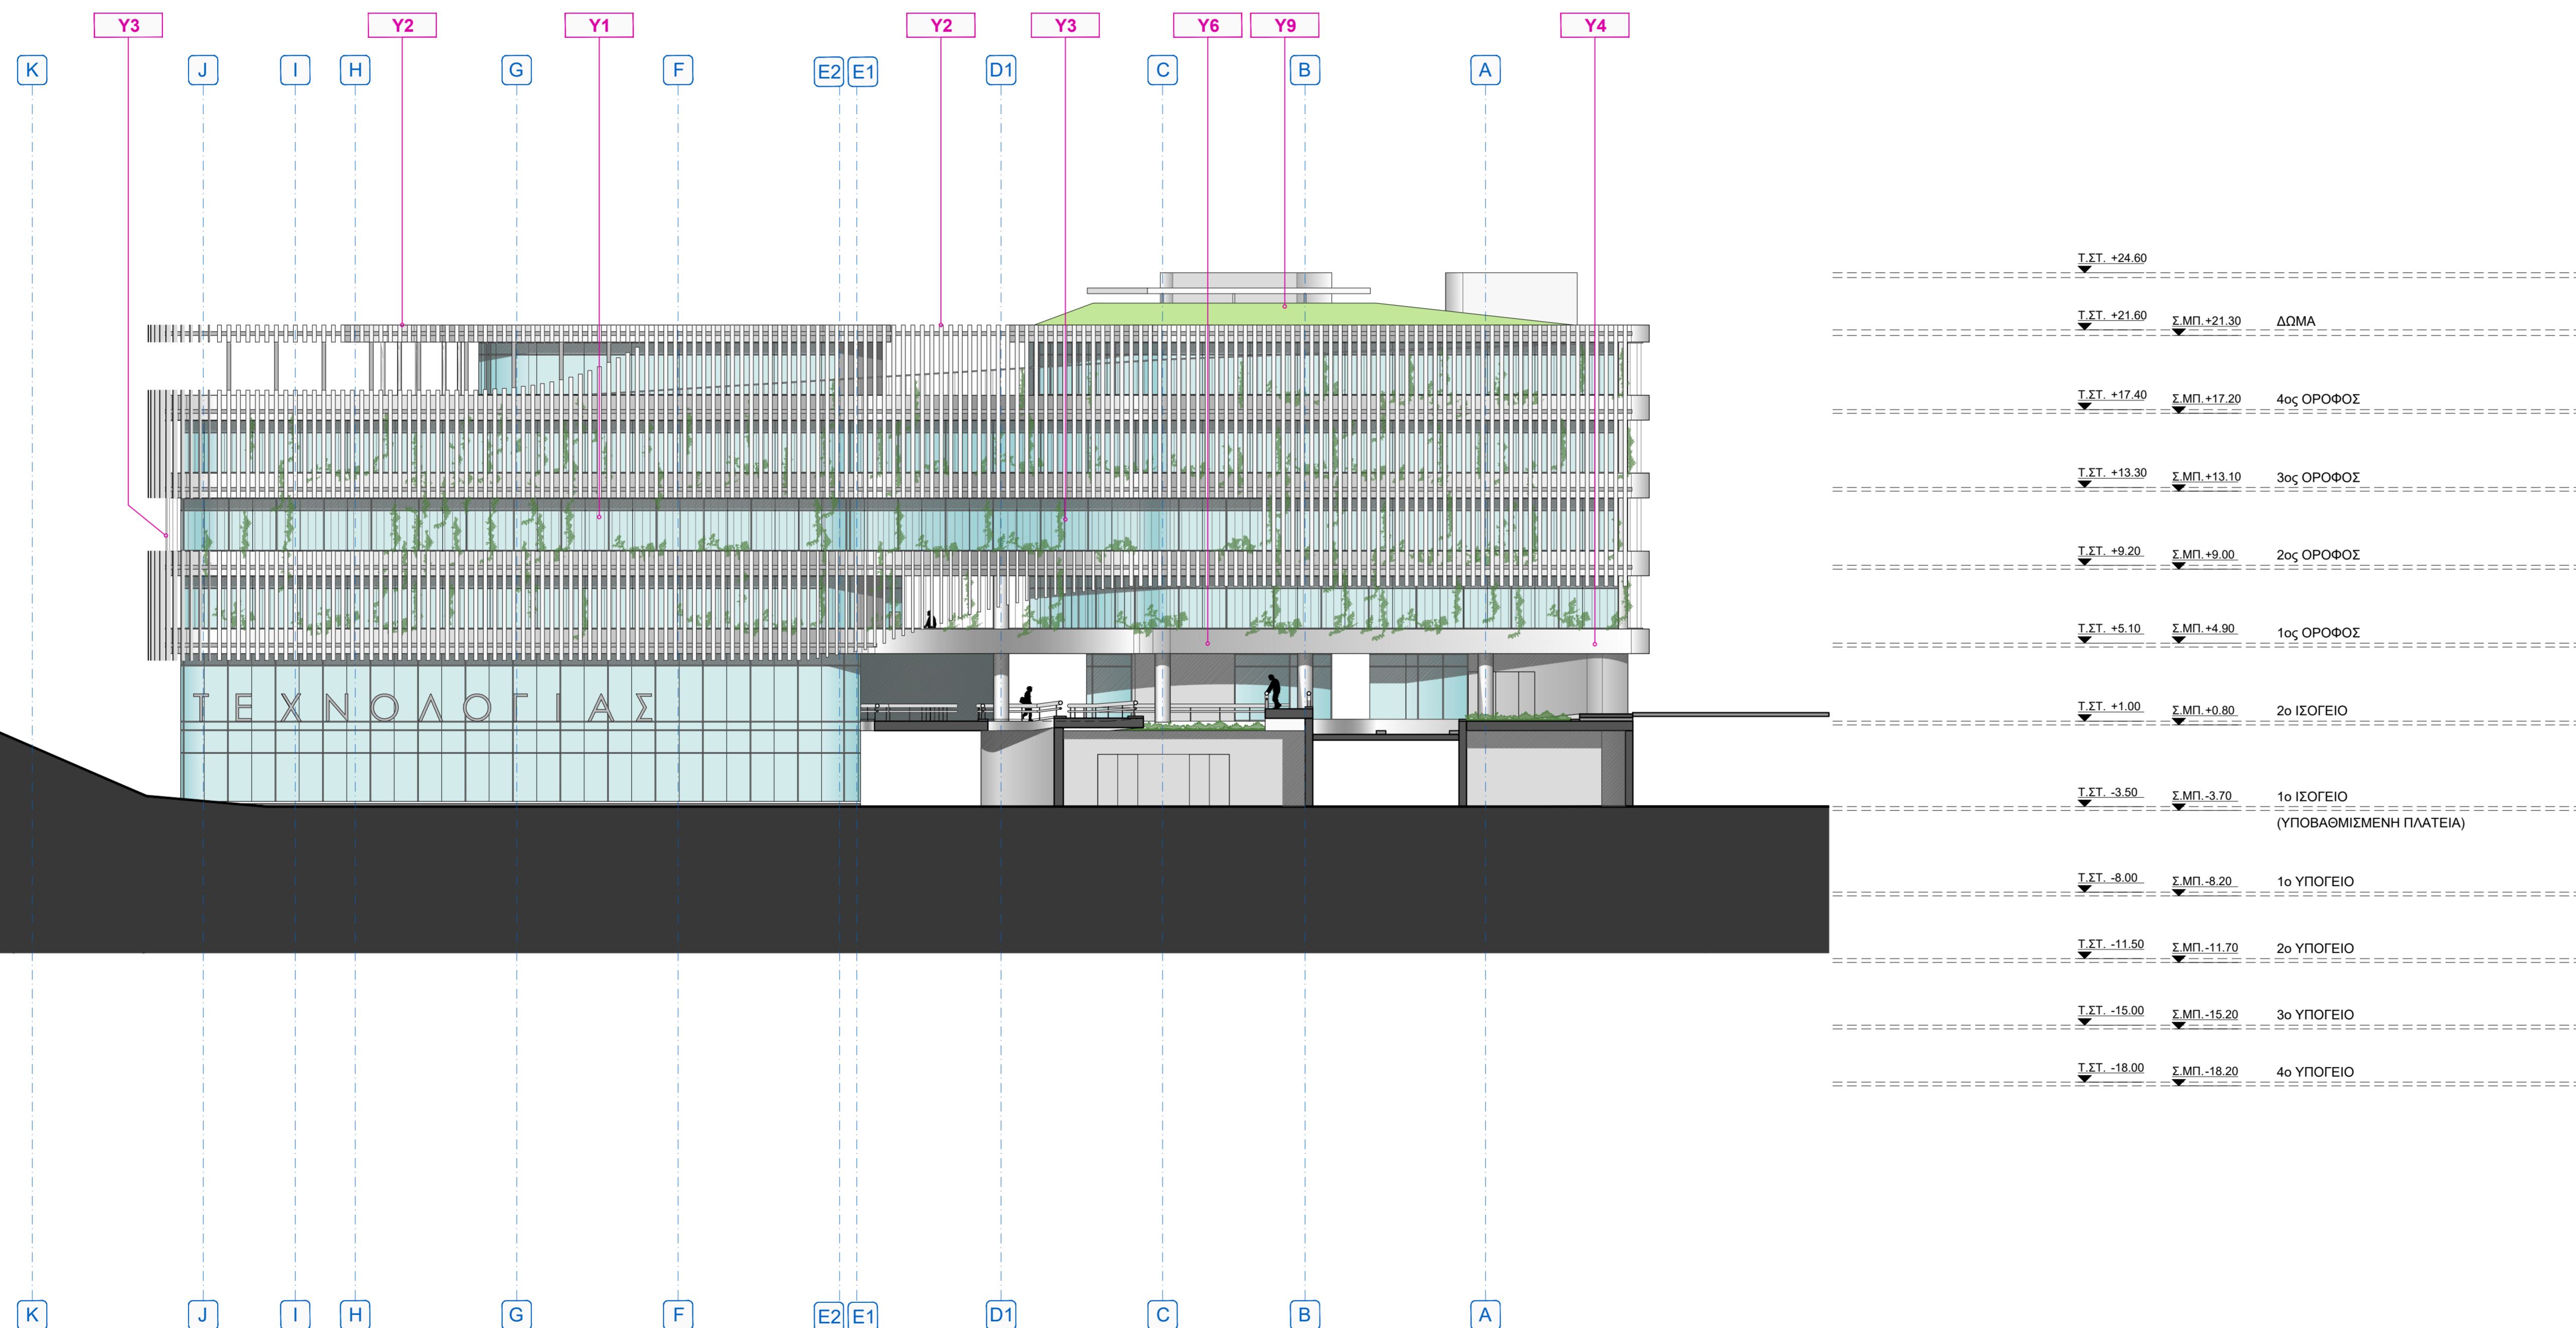 Y3 Y2 Y1 Y2 Y3 Y6 Y9 Y4
K J I H G F E2 E1 D1 C B A
Τ.ΣΤ. +24.60
Τ.ΣΤ. +21.60 Σ.ΜΠ.+21.30 ΔΩΜΑ
Τ.ΣΤ. +17.40 Σ.ΜΠ.+17.20 4ος ΟΡΟΦΟΣ
Τ.ΣΤ. +13.30 Σ.ΜΠ.+13.10 3ος ΟΡΟΦΟΣ
Τ.ΣΤ. +9.20 Σ.ΜΠ.+9.00 2ος ΟΡΟΦΟΣ
Τ.ΣΤ. +5.10 Σ.ΜΠ.+4.90 1ος ΟΡΟΦΟΣ
ΤΕΧΝΟΛΟΓΙΑΣ
Τ.ΣΤ. +1.00 Σ.ΜΠ.+0.80 2ο ΙΣΟΓΕΙΟ
Τ.ΣΤ. -3.50 Σ.ΜΠ.-3.70 1ο ΙΣΟΓΕΙΟ
(ΥΠΟΒΑΘΜΙΣΜΕΝΗ ΠΛΑΤΕΙΑ)
Τ.ΣΤ. -8.00 Σ.ΜΠ.-8.20 1ο ΥΠΟΓΕΙΟ
Τ.ΣΤ. -11.50 Σ.ΜΠ.-11.70 2ο ΥΠΟΓΕΙΟ
Τ.ΣΤ. -15.00 Σ.ΜΠ.-15.20 3ο ΥΠΟΓΕΙΟ
Τ.ΣΤ. -18.00 Σ.ΜΠ.-18.20 4ο ΥΠΟΓΕΙΟ
K J I H G F E2 E1 D1 C B A